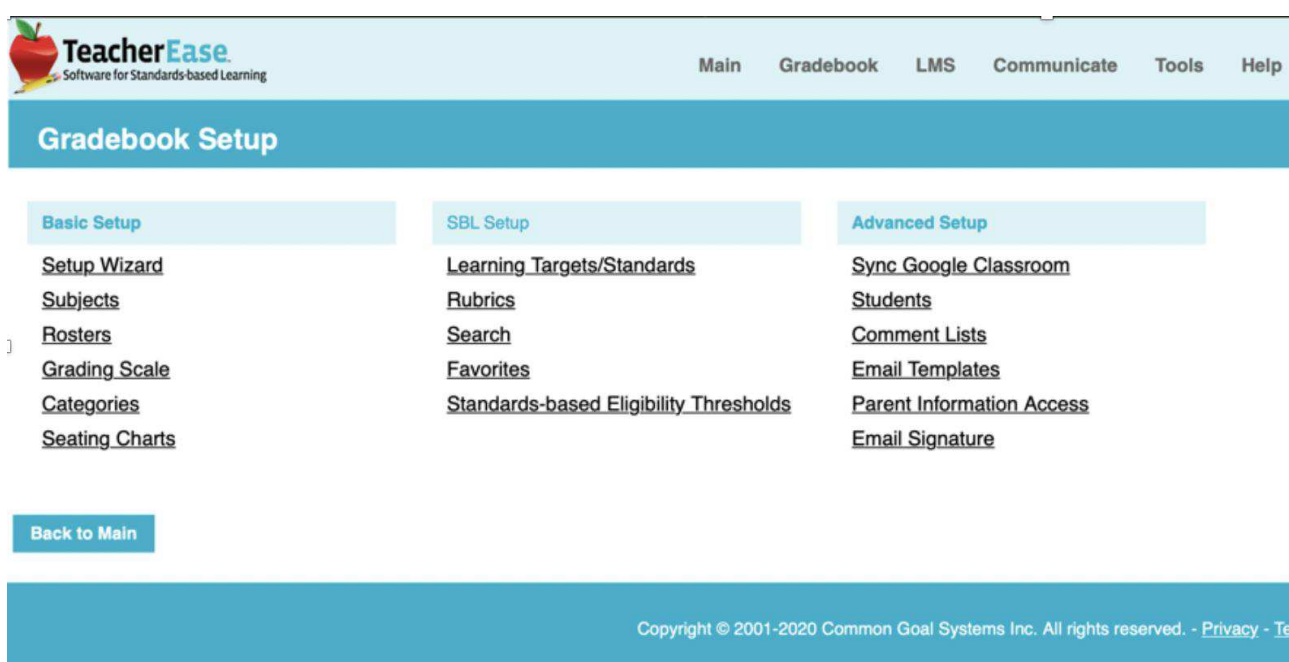 TeacherEase
Software for Standards-based Learning
Main Gradebook LMS Communicate Tools Help
Gradebook Setup
Basic Setup
Setup Wizard
Subjects
Rosters
Grading Scale
Categories
Seating Charts
SBL Setup
Learning Targets/Standards
Rubrics
Search
Favorites
Standards-based Eligibility Thresholds
Advanced Setup
Sync Google Classroom
Students
Comment Lists
Email Templates
Parent Information Access
Email Signature
Back to Main
Copyright © 2001-2020 Common Goal Systems Inc. All rights reserved. - Privacy - Te